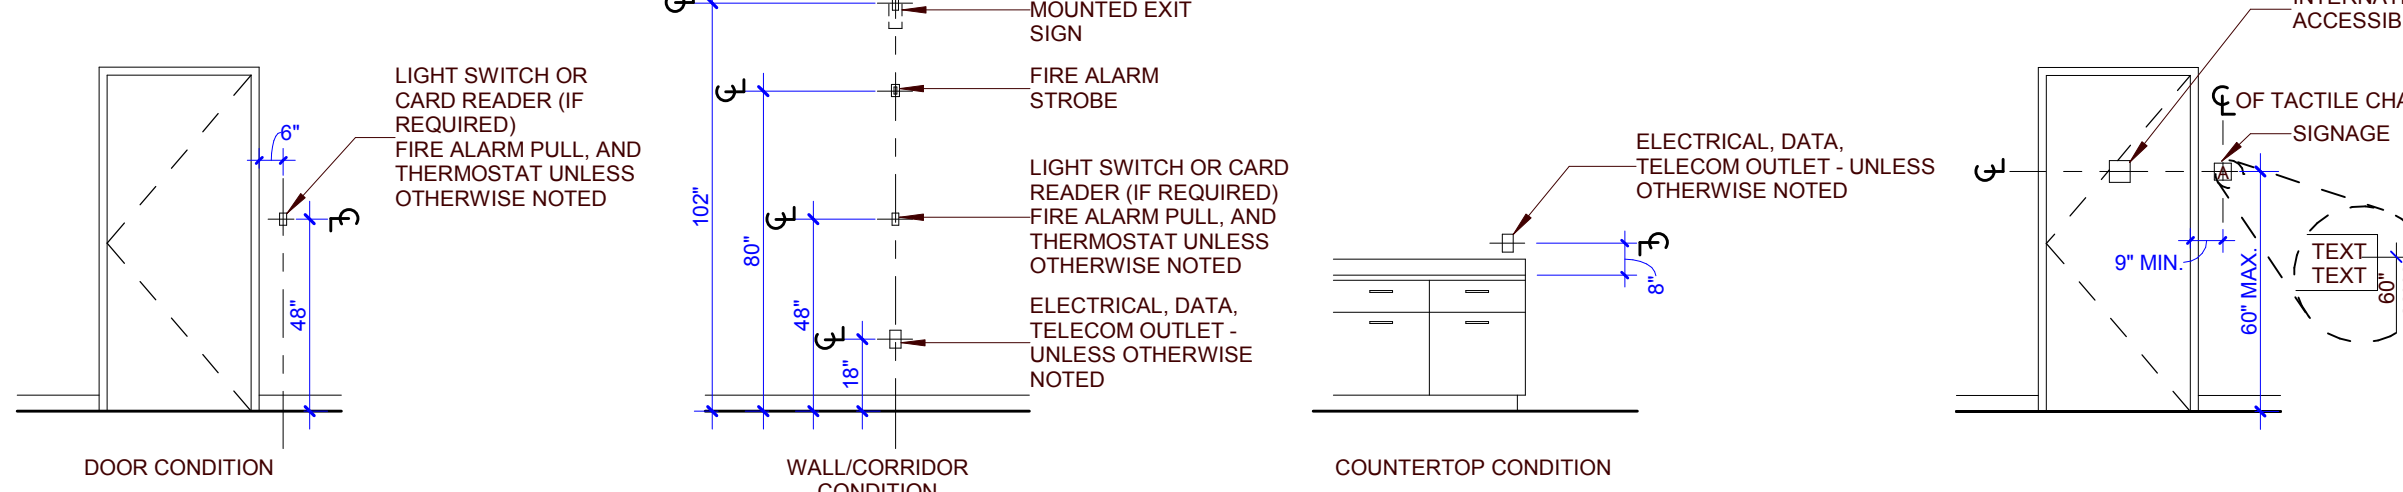 LIGHT SWITCH OR
CARD READER (IF
REQUIRED)
FIRE ALARM PULL, AND
THERMOSTAT UNLESS
OTHERWISE NOTED
6"
48"
DOOR CONDITION
MOUNTED EXIT
SIGN
FIRE ALARM
STROBE
LIGHT SWITCH OR CARD
READER (IF REQUIRED)
FIRE ALARM PULL, AND
THERMOSTAT UNLESS
OTHERWISE NOTED
ELECTRICAL, DATA,
TELECOM OUTLET -
UNLESS OTHERWISE
NOTED
102"
80"
48"
18"
WALL/CORRIDOR
CONDITION
ELECTRICAL, DATA,
TELECOM OUTLET - UNLESS
OTHERWISE NOTED
8"
COUNTERTOP CONDITION
OF TACTILE
SIGNAGE
A
9" MIN.
60" MAX.
TEXT
TEXT
60"